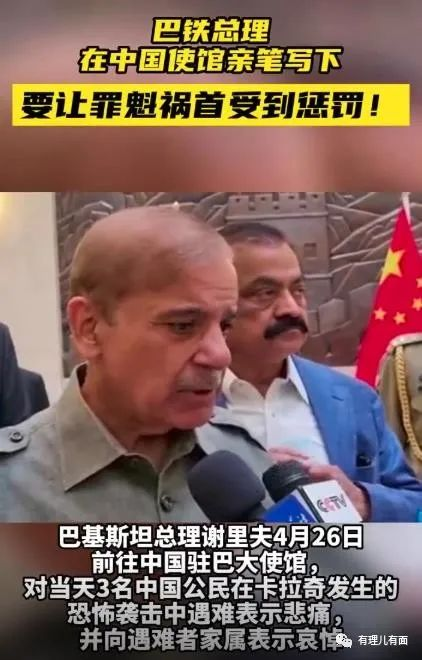 巴铁总理
在中国使馆亲笔写下
要让罪魁祸首受到惩罚！
CCTV
巴基斯坦总理谢里夫4月26日
前往中国驻巴大使馆，
对当天3名中国公民在卡拉奇发生的
恐怖袭击中遇难表示悲痛，
并向遇难者家属表示哀悼
有理儿有面